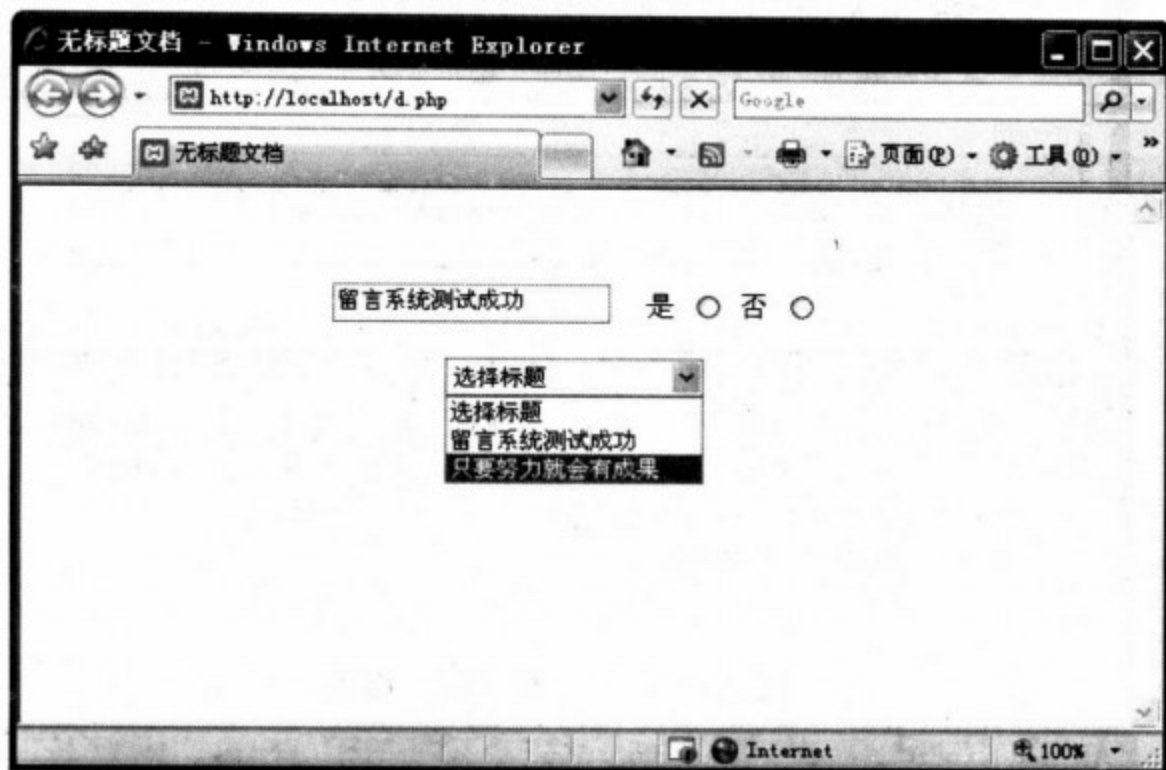 无标题文档 - Windows Internet Explorer
http://localhost/d.php
Google
无标题文档
页面(P)
工具(O)
»
留言系统测试成功
是 否
选择标题
选择标题
留言系统测试成功
只要努力就会有成果
Internet
100%